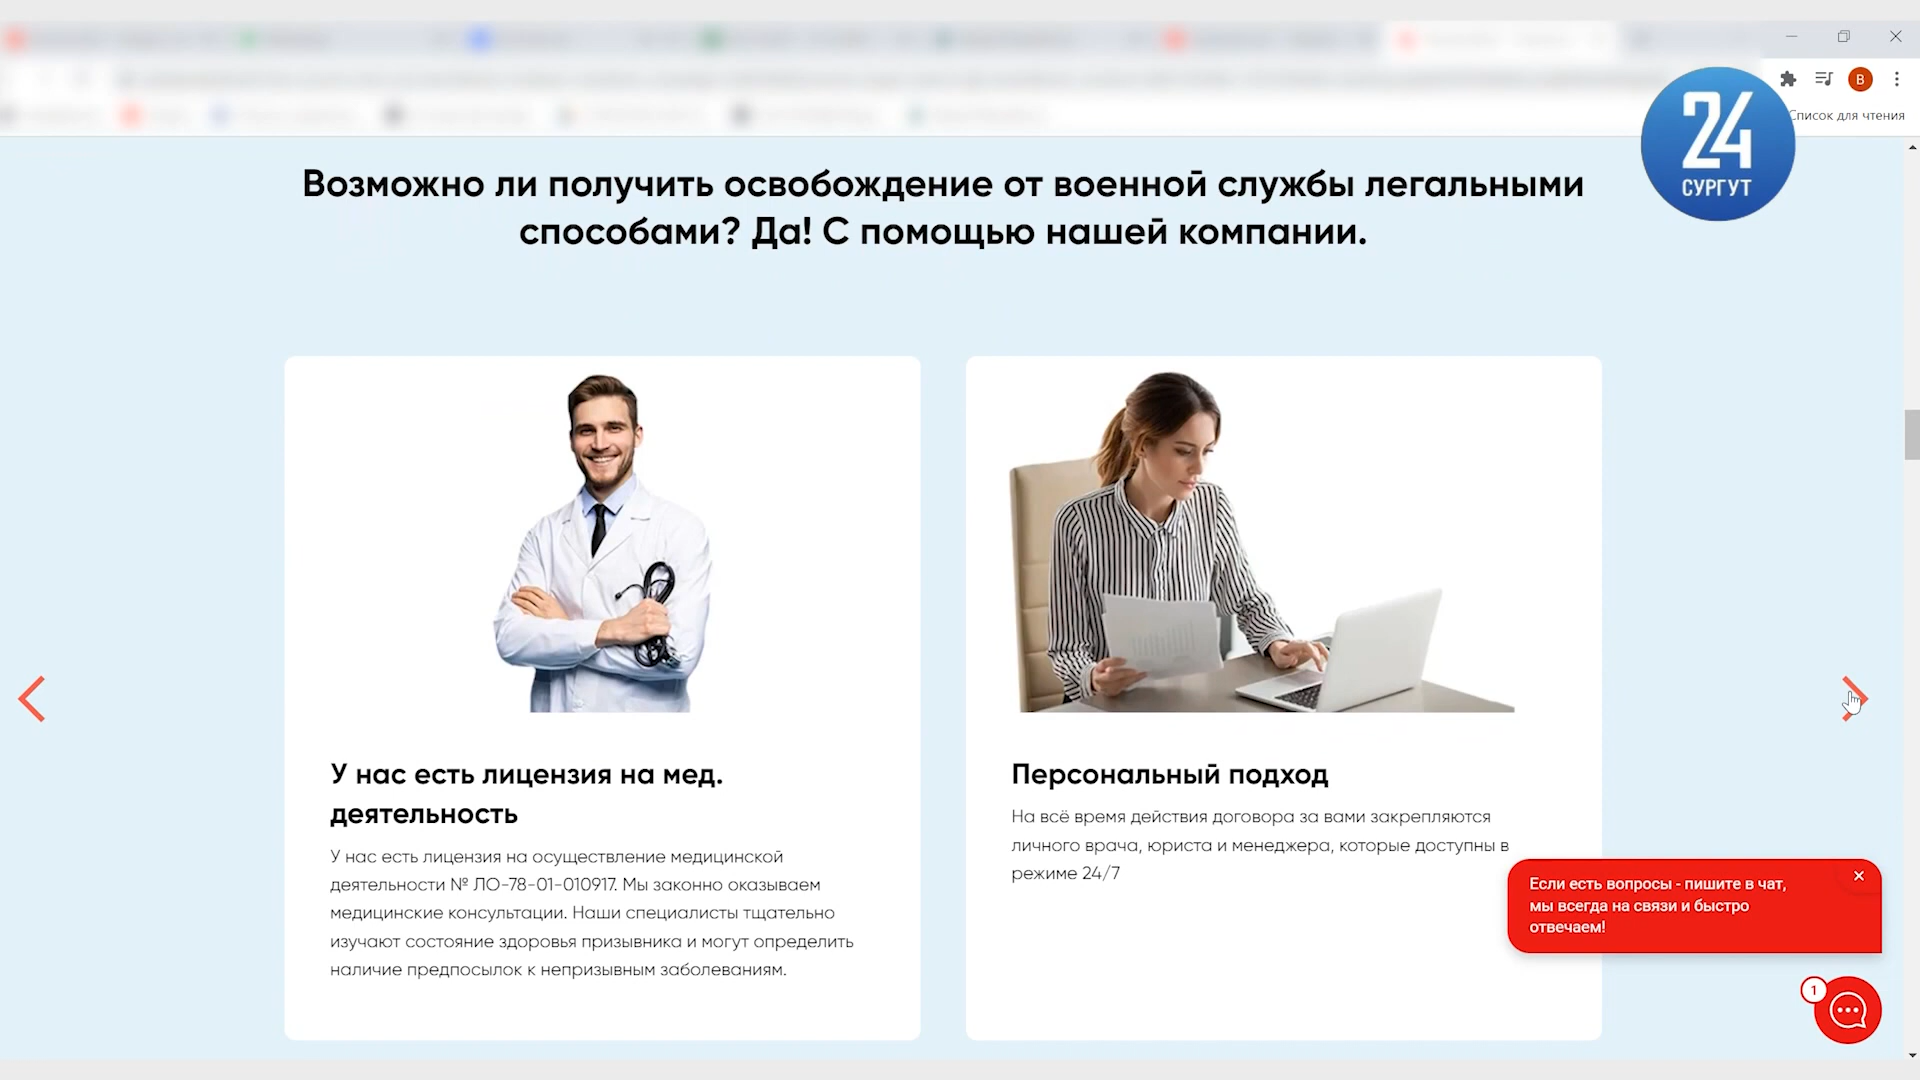 B
Список для чтения
24
СУРГУТ
Возможно ли получить освобождение от военной службы легальными
способами? Да! С помощью нашей компании.
У нас есть лицензия на мед.
деятельность
У нас есть лицензия на осуществление медицинской
деятельности № ЛО-78-01-010917. Мы законно оказываем
медицинские консультации. Наши специалисты тщательно
изучают состояние здоровья призывника и могут определить
наличие предпосылок к непризывным заболеваниям.
Персональный подход
На всё время действия договора за вами закрепляются
личного врача, юриста и менеджера, которые доступны в
режиме 24/7
Если есть вопросы - пишите в чат,
мы всегда на связи и быстро
отвечаем!
1